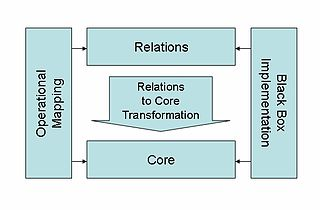 Relations
Operational
Mapping
Relations
to Core
Transformation
Black Box
Implementation
Core